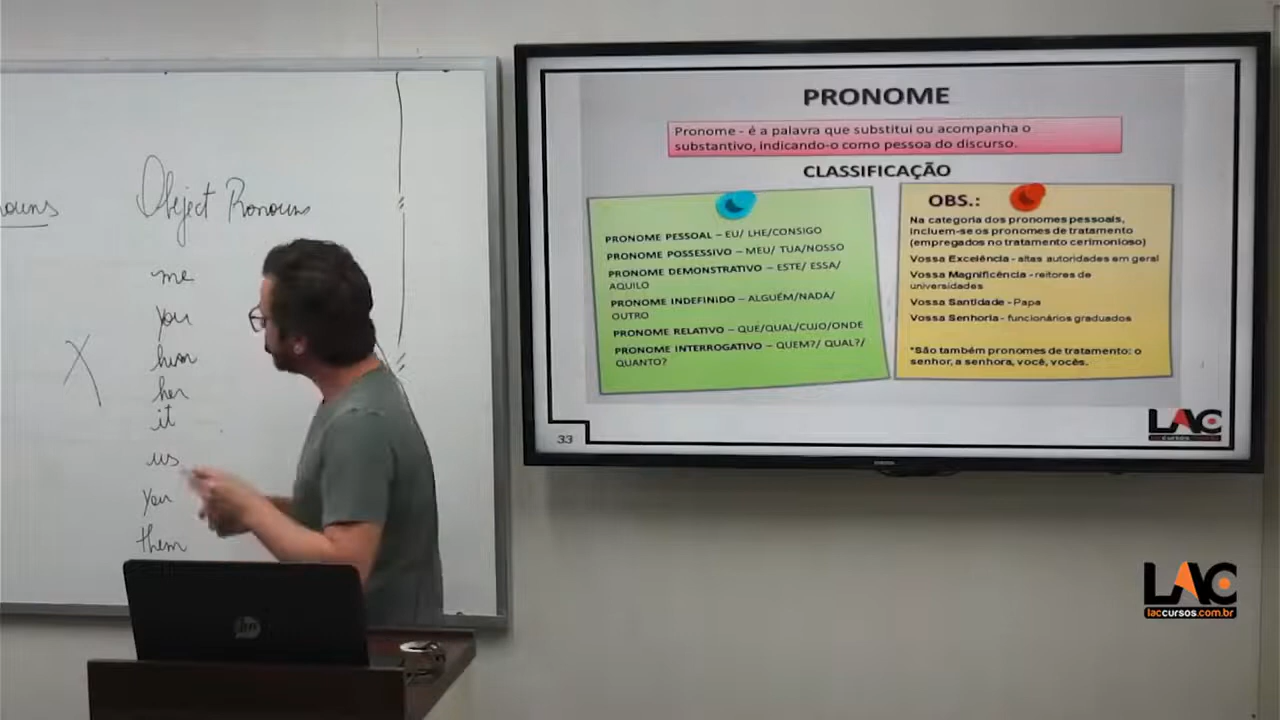 Object Pronouns
me
you
him
her
it
us
you
them
X
PRONOME
Pronome - é a palavra que substitui ou acompanha o
substantivo, indicando-o como pessoa do discurso.
CLASSIFICAÇÃO
PRONOME PESSOAL – EU/ LHE/CONSIGO
PRONOME POSSESSIVO – MEU/ TUA/NOSSO
PRONOME DEMONSTRATIVO – ESTE/ ESSA/
AQUILO
PRONOME INDEFINIDO – ALGUÉM/NADA/
OUTRO
PRONOME RELATIVO – QUE/QUAL/CUJO/ONDE
PRONOME INTERROGATIVO – QUEM?/ QUAL?/
QUANTO?
OBS.:
Na categoria dos pronomes pessoais,
incluem-se os pronomes de tratamento
(empregados no tratamento cerimonioso)
Vossa Excelência - altas autoridades em geral
Vossa Magnificência - reitores de
universidades
Vossa Santidade - Papa
Vossa Senhoria - funcionários graduados
*São também pronomes de tratamento: o
senhor, a senhora, você, vocês.
33
LAC
laccursos.com.br
hp
LAC
laccursos.com.br